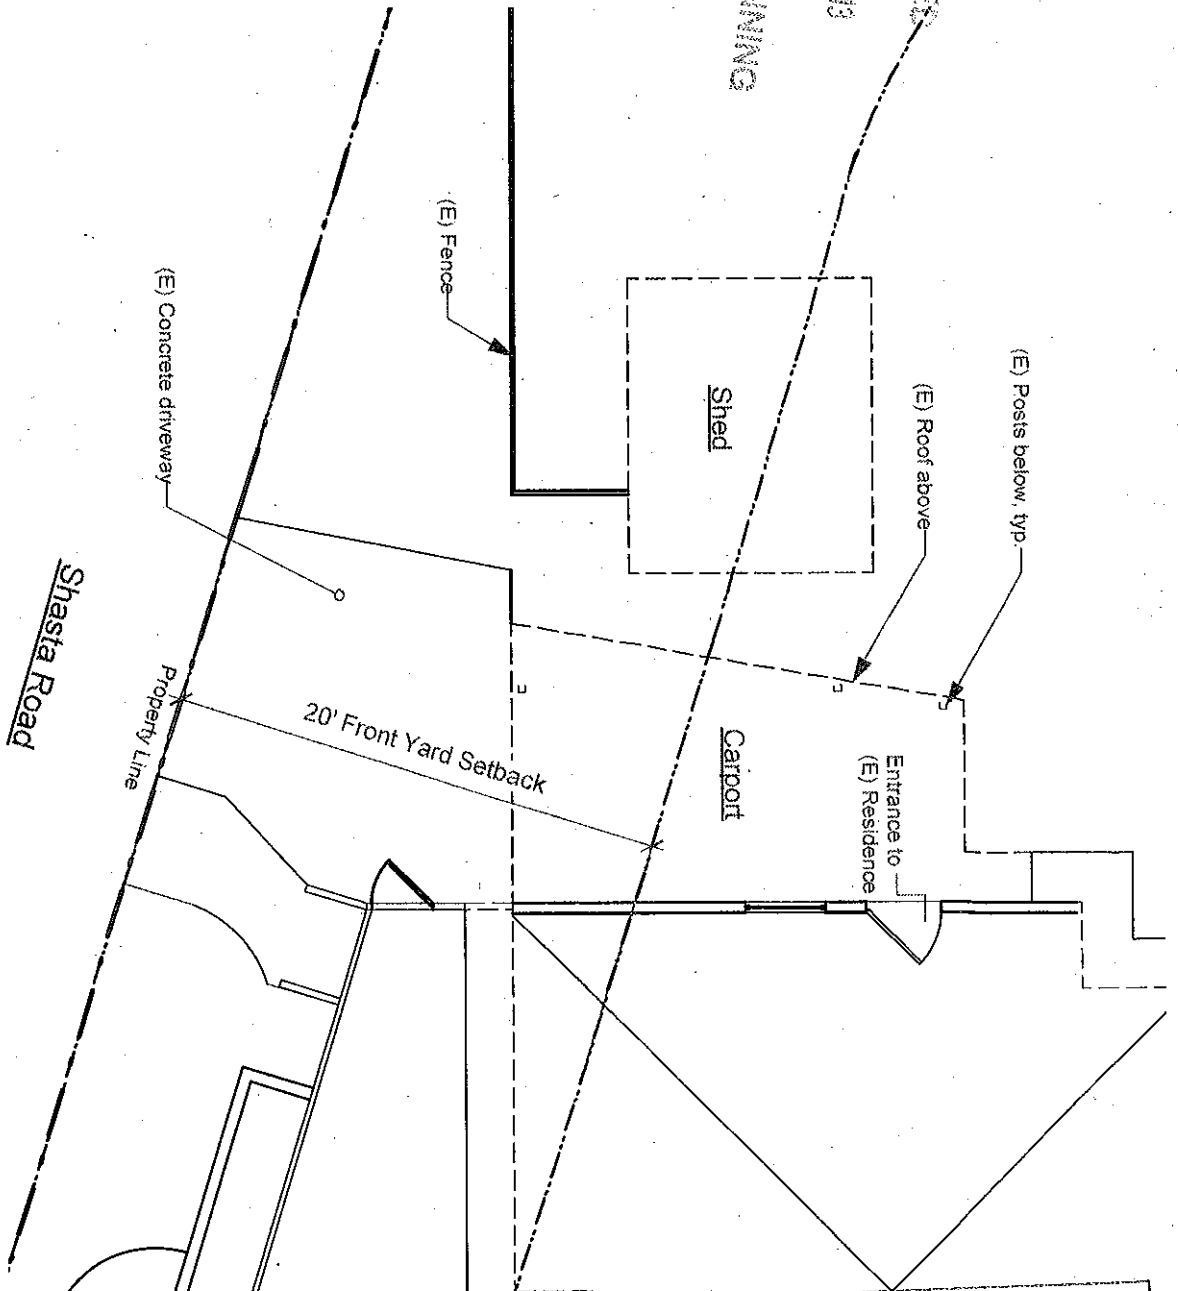 (E) Posts below, typ.
(E) Roof above
Shed
(E) Fence
(E) Concrete driveway
Entrance to
(E) Residence
Carport
20' Front Yard Setback
Property Line
Shasta Road